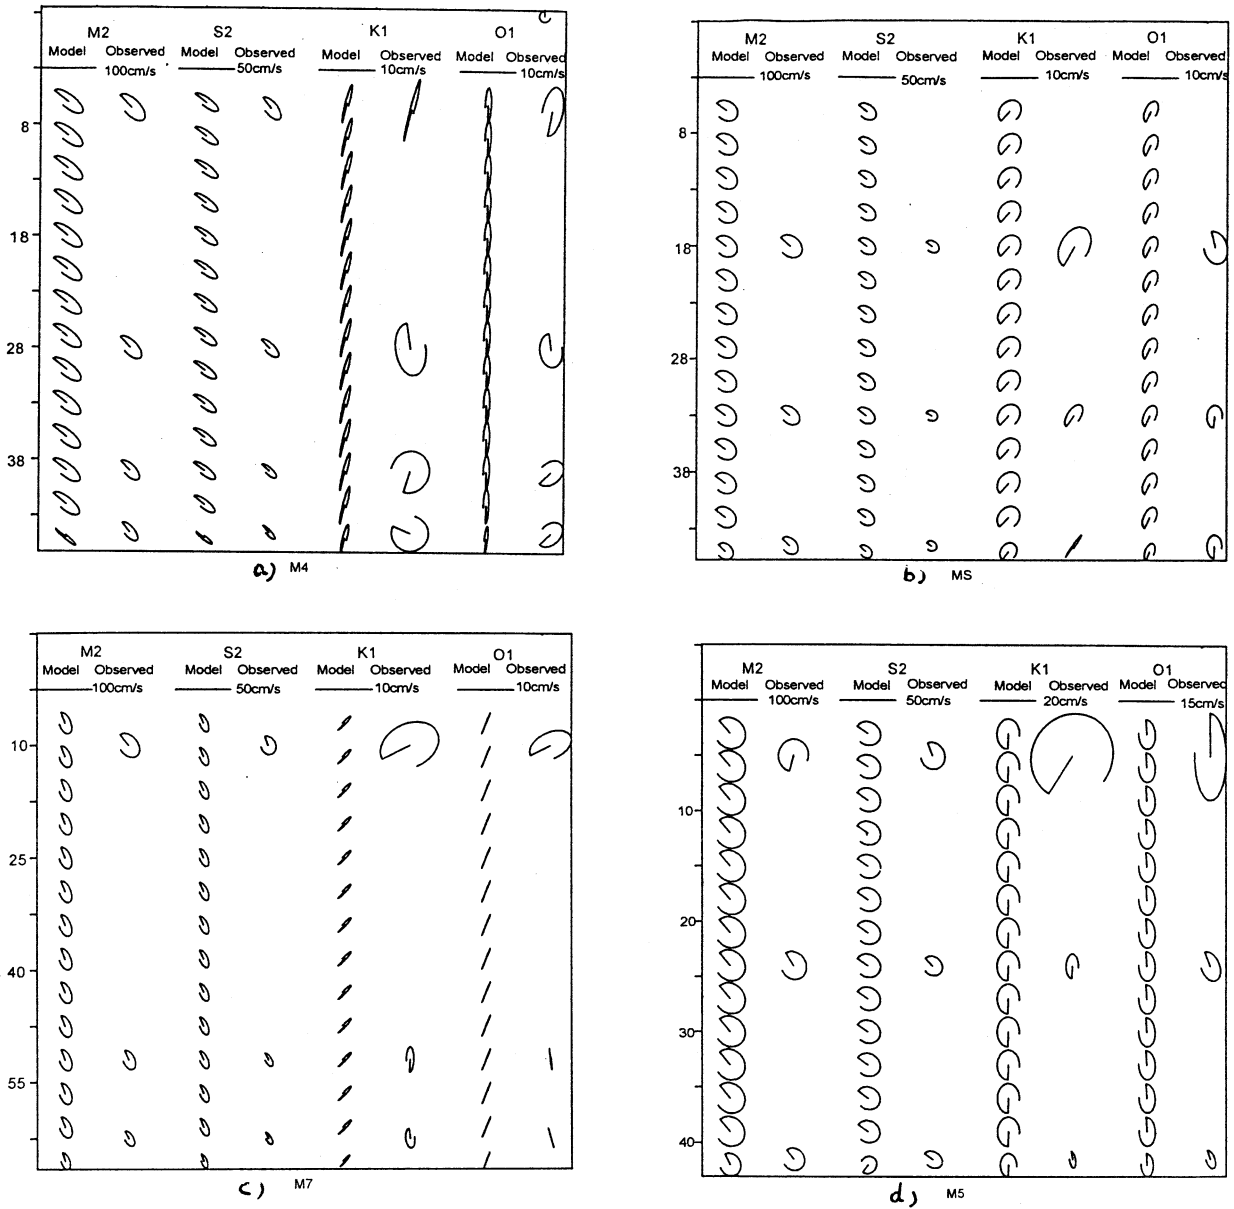 M2 S2 K1 O1
Model Observed Model Observed Model Observed Model Observed
100cm/s 50cm/s 10cm/s 10cm/s
8
18
28
38
a) M4
M2 S2 K1 O1
Model Observed Model Observed Model Observed Model Observed
100cm/s 50cm/s 10cm/s 10cm/s
8
18
28
38
b) MS
M2 S2 K1 O1
Model Observed Model Observed Model Observed Model Observed
100cm/s 50cm/s 10cm/s 10cm/s
10
25
40
55
c) M7
M2 S2 K1 O1
Model Observed Model Observed Model Observed Model Observed
100cm/s 50cm/s 20cm/s 15cm/s
10
20
30
40
d) M5